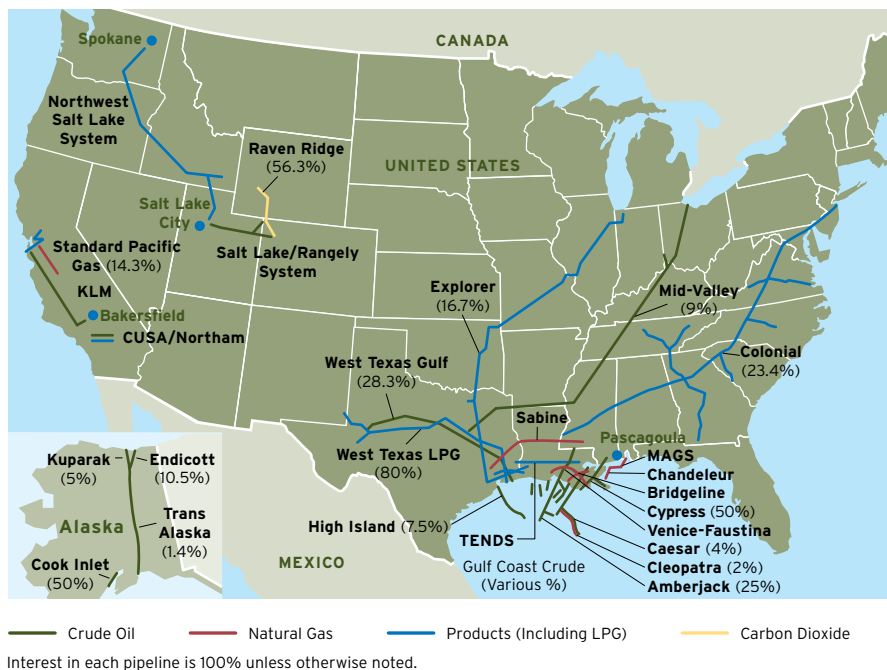 CANADA
Spokane
Northwest
Salt Lake
System
Raven Ridge
(56.3%)
UNITED STATES
Salt Lake
City
Standard Pacific
Gas (14.3%)
Salt Lake/Rangely
System
KLM
Explorer
(16.7%)
Mid-Valley
(9%)
Bakersfield
CUSA/Northam
West Texas Gulf
(28.3%)
Colonial
(23.4%)
Sabine
Pascagoula
West Texas LPG
(80%)
MAGS
Chandeleur
Bridgeline
Cypress (50%)
Venice-Faustina
Caesar (4%)
Cleopatra (2%)
Amberjack (25%)
High Island (7.5%)
TENDS
Gulf Coast Crude
(Various %)
MEXICO
Kuparak
(5%)
Endicott
(10.5%)
Alaska
Trans
Alaska
(1.4%)
Cook Inlet
(50%)
Crude Oil
Natural Gas
Products (Including LPG)
Carbon Dioxide
Interest in each pipeline is 100% unless otherwise noted.